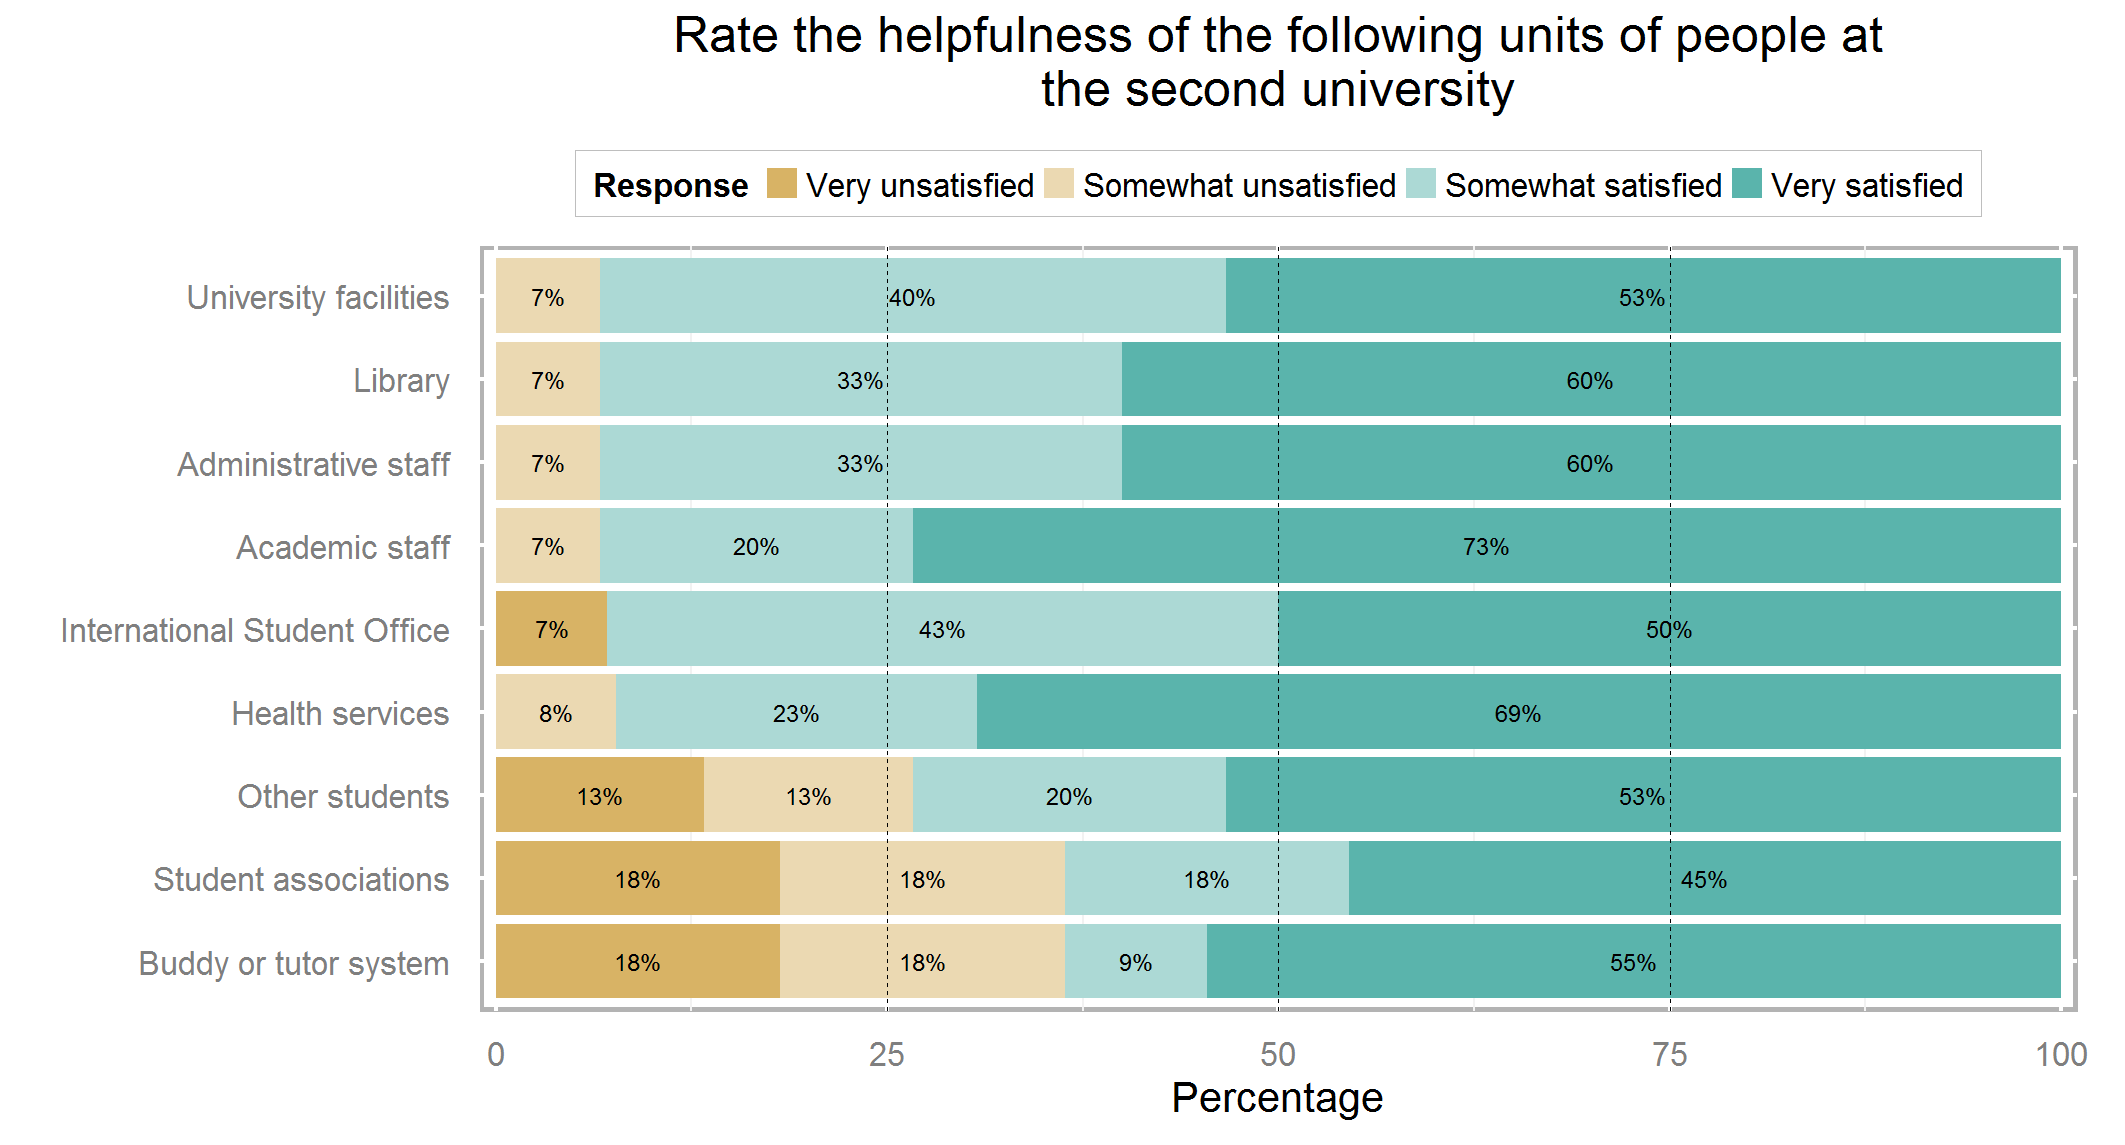 Rate the helpfulness of the following units of people at
the second university
Response Very unsatisfied Somewhat unsatisfied Somewhat satisfied Very satisfied
University facilities 7% 40% 53%
Library 7% 33% 60%
Administrative staff 7% 33% 60%
Academic staff 7% 20% 73%
International Student Office 7% 43% 50%
Health services 8% 23% 69%
Other students 13% 13% 20% 53%
Student associations 18% 18% 18% 45%
Buddy or tutor system 18% 18% 9% 55%
0 25 50 75 100
Percentage